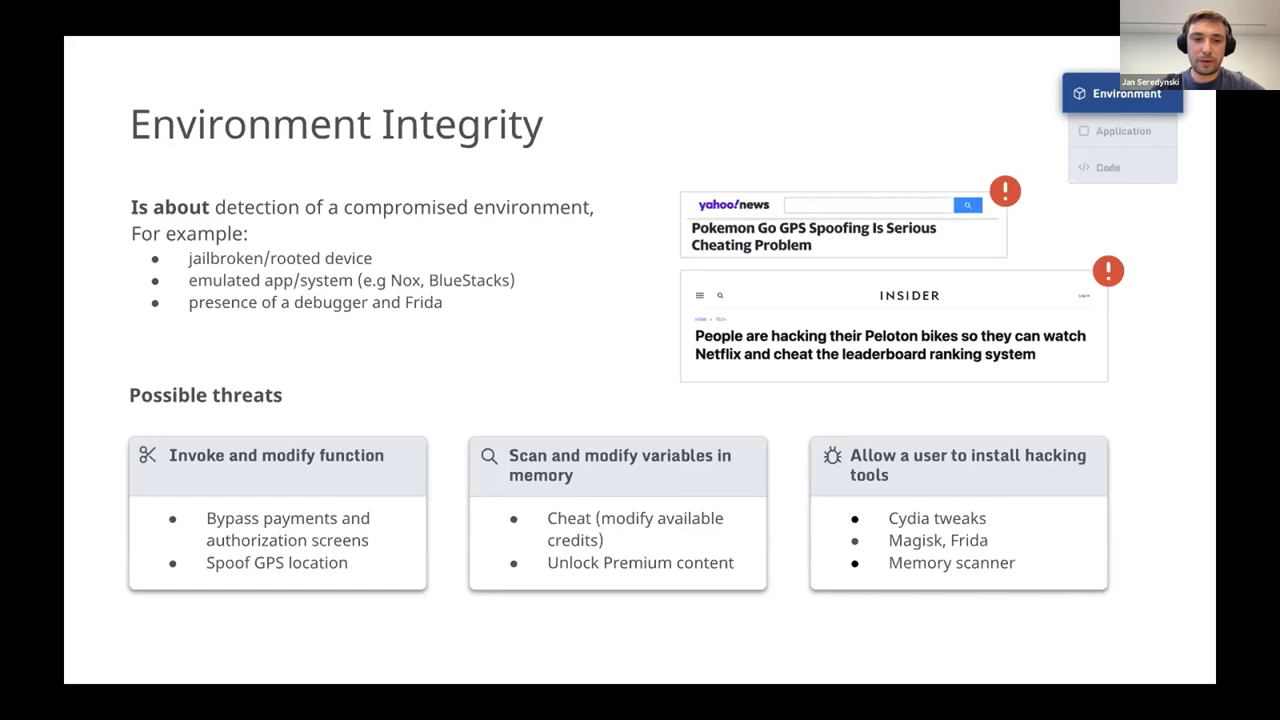 Jan Seredynski
Environment
Application
</> Code
Environment Integrity
Is about detection of a compromised environment,
For example:
● jailbroken/rooted device
● emulated app/system (e.g Nox, BlueStacks)
● presence of a debugger and Frida
yahoo!news
Pokemon Go GPS Spoofing Is Serious
Cheating Problem
INSIDER
Log in
HOME > TECH
People are hacking their Peloton bikes so they can watch
Netflix and cheat the leaderboard ranking system
Possible threats
Invoke and modify function
● Bypass payments and
authorization screens
● Spoof GPS location
Scan and modify variables in
memory
● Cheat (modify available
credits)
● Unlock Premium content
Allow a user to install hacking
tools
● Cydia tweaks
● Magisk, Frida
● Memory scanner